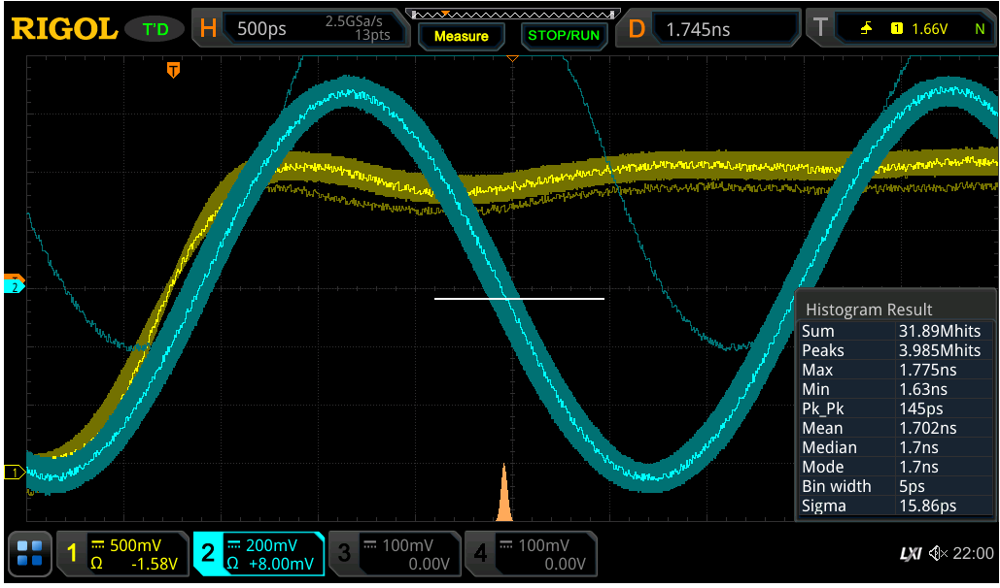 RIGOL T'D H 500ps 2.5GSa/s 13pts Measure STOP/RUN D 1.745ns T 1 1.66V N
T
2
1
Histogram Result
Sum 31.89Mhits
Peaks 3.985Mhits
Max 1.775ns
Min 1.63ns
Pk_Pk 145ps
Mean 1.702ns
Median 1.7ns
Mode 1.7ns
Bin width 5ps
Sigma 15.86ps
1 500mV Ω -1.58V
2 200mV Ω +8.00mV
3 100mV 0.00V
4 100mV 0.00V
LXI 22:00